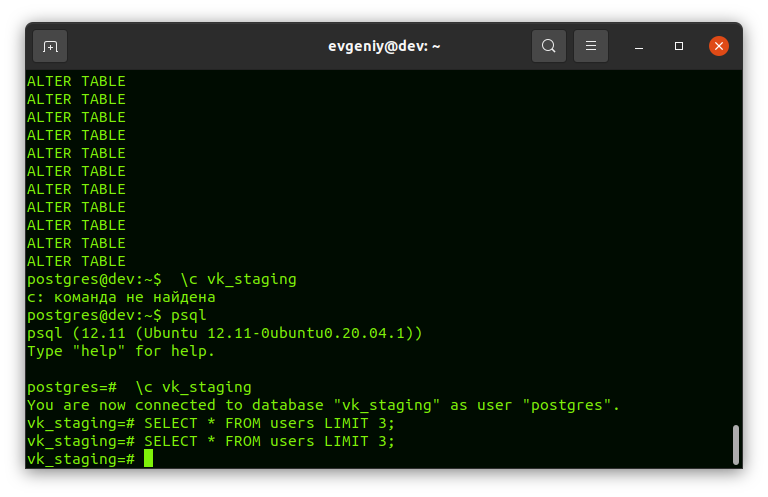 evgeniy@dev: ~
ALTER TABLE
ALTER TABLE
ALTER TABLE
ALTER TABLE
ALTER TABLE
ALTER TABLE
ALTER TABLE
ALTER TABLE
ALTER TABLE
ALTER TABLE
ALTER TABLE
postgres@dev:~$  \c vk_staging
c: команда не найдена
postgres@dev:~$ psql
psql (12.11 (Ubuntu 12.11-0ubuntu0.20.04.1))
Type "help" for help.
postgres=#  \c vk_staging
You are now connected to database "vk_staging" as user "postgres".
vk_staging=# SELECT * FROM users LIMIT 3;
vk_staging=# SELECT * FROM users LIMIT 3;
vk_staging=#